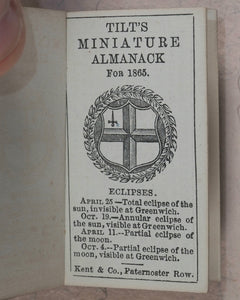 TILT'S
MINIATURE
ALMANACK
FOR 1865.
ECLIPSES.
APRIL 25—Total eclipse of the
sun, invisible at Greenwich.
OCT. 19.—Annular eclipse of
the sun, visible at Greenwich.
APRIL 11.--Partial eclipse of
the moon.
OCT. 4.--Partial eclipse of the
moon, visible at Greenwich.
Kent & Co., Paternoster Row.